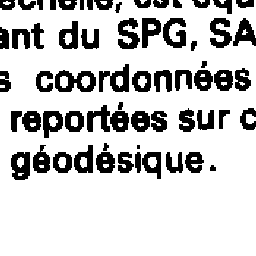 échelle, est équ
ant du SPG, SA
s coordonnées
reportées sur c
géodésique.